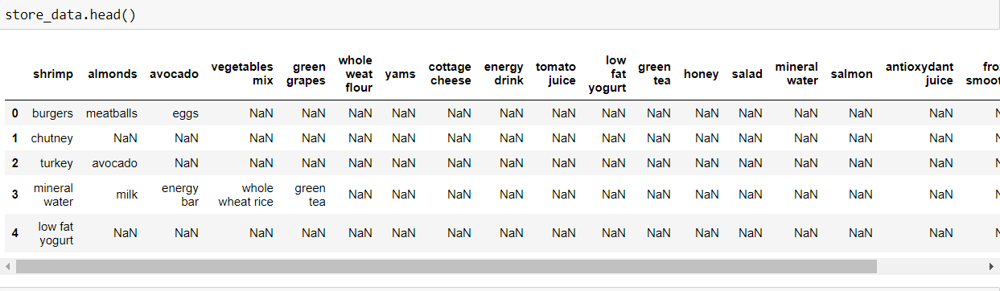 store_data.head()
shrimp almonds avocado vegetables mix green grapes whole weat flour yams cottage cheese energy drink tomato juice low fat yogurt green tea honey salad mineral water salmon antioxydant juice
0 burgers meatballs eggs NaN NaN NaN NaN NaN NaN NaN NaN NaN NaN NaN NaN NaN NaN
1 chutney NaN NaN NaN NaN NaN NaN NaN NaN NaN NaN NaN NaN NaN NaN NaN NaN
2 turkey avocado NaN NaN NaN NaN NaN NaN NaN NaN NaN NaN NaN NaN NaN NaN NaN
3 mineral water milk energy bar whole wheat rice green tea NaN NaN NaN NaN NaN NaN NaN NaN NaN NaN NaN NaN
4 low fat yogurt NaN NaN NaN NaN NaN NaN NaN NaN NaN NaN NaN NaN NaN NaN NaN NaN